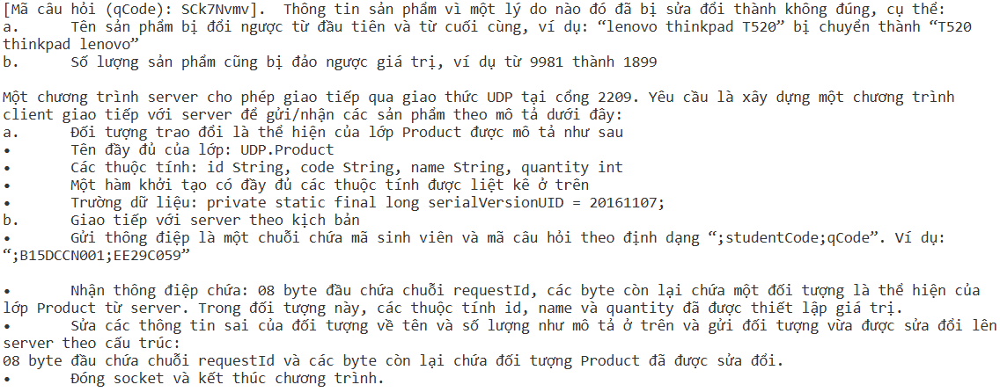 [Mã câu hỏi (qCode): SCk7Nvmv].  Thông tin sản phẩm vì một lý do nào đó đã bị sửa đổi thành không đúng, cụ thể:
a.      Tên sản phẩm bị đổi ngược từ đầu tiên và từ cuối cùng, ví dụ: “lenovo thinkpad T520” bị chuyển thành “T520
thinkpad lenovo”
b.      Số lượng sản phẩm cũng bị đảo ngược giá trị, ví dụ từ 9981 thành 1899
Một chương trình server cho phép giao tiếp qua giao thức UDP tại cổng 2209. Yêu cầu là xây dựng một chương trình
client giao tiếp với server để gửi/nhận các sản phẩm theo mô tả dưới đây:
a.      Đối tượng trao đổi là thể hiện của lớp Product được mô tả như sau
•       Tên đầy đủ của lớp: UDP.Product
•       Các thuộc tính: id String, code String, name String, quantity int
•       Một hàm khởi tạo có đầy đủ các thuộc tính được liệt kê ở trên
•       Trường dữ liệu: private static final long serialVersionUID = 20161107;
b.      Giao tiếp với server theo kịch bản
•       Gửi thông điệp là một chuỗi chứa mã sinh viên và mã câu hỏi theo định dạng “;studentCode;qCode”. Ví dụ:
“;B15DCCN001;EE29C059”
•       Nhận thông điệp chứa: 08 byte đầu chứa chuỗi requestId, các byte còn lại chứa một đối tượng là thể hiện của
lớp Product từ server. Trong đối tượng này, các thuộc tính id, name và quantity đã được thiết lập giá trị.
•       Sửa các thông tin sai của đối tượng về tên và số lượng như mô tả ở trên và gửi đối tượng vừa được sửa đổi lên
server theo cấu trúc:
08 byte đầu chứa chuỗi requestId và các byte còn lại chứa đối tượng Product đã được sửa đổi.
•       Đóng socket và kết thúc chương trình.